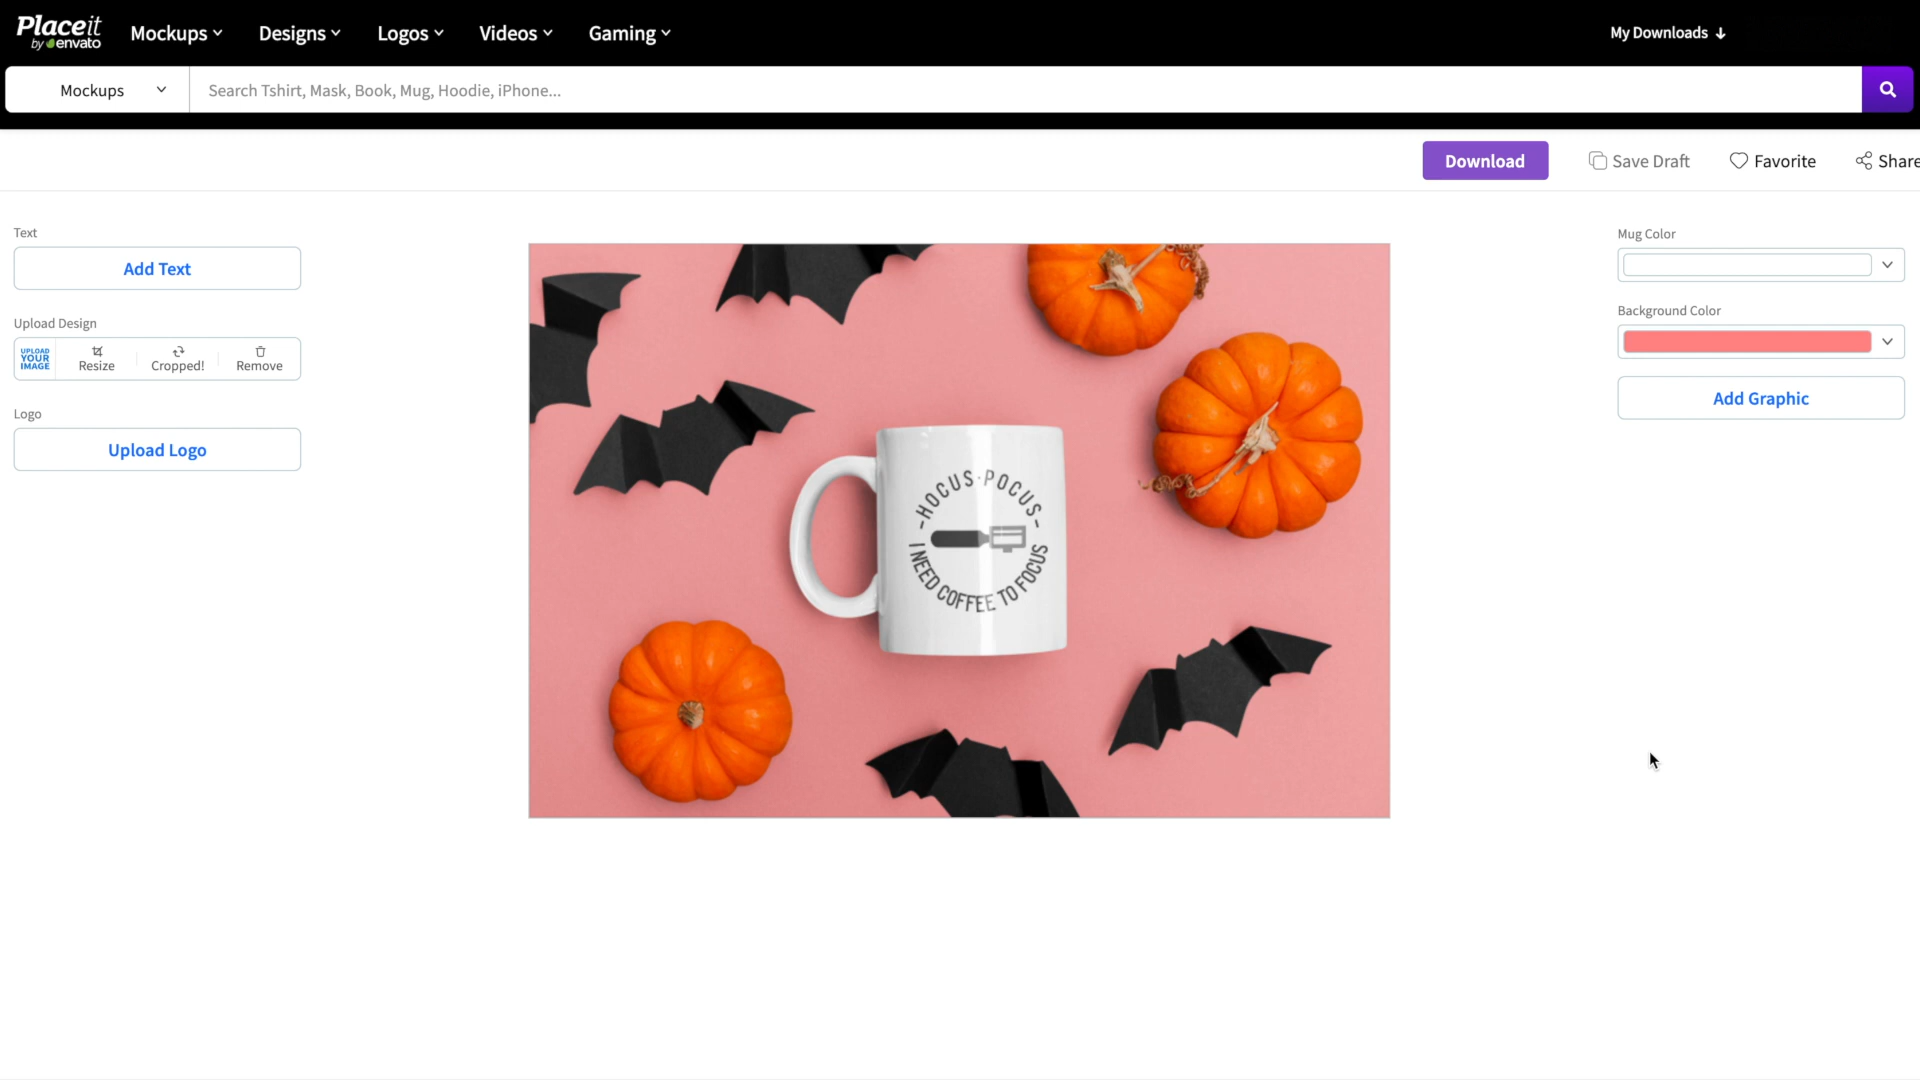 Placeit
by envato
Mockups
Designs
Logos
Videos
Gaming
My Downloads
Mockups
Search Tshirt, Mask, Book, Mug, Hoodie, iPhone...
Download
Save Draft
Favorite
Share
Text
Add Text
Upload Design
UPLOAD
YOUR
IMAGE
Resize
Cropped!
Remove
Logo
Upload Logo
-HOCUS·POCUS-
I NEED COFFEE TO FOCUS
Mug Color
Background Color
Add Graphic